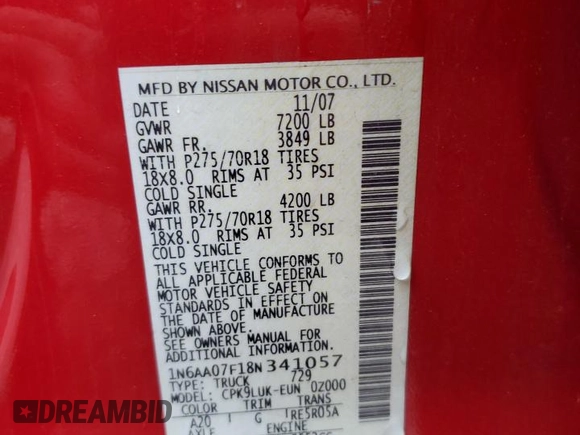 MFD BY NISSAN MOTOR CO., LTD.
DATE 11/07
GVWR 7200 LB
GAWR FR. 3849 LB
WITH P275/70R18 TIRES
18X8.0 RIMS AT 35 PSI
COLD SINGLE
GAWR RR. 4200 LB
WITH P275/70R18 TIRES
18X8.0 RIMS AT 35 PSI
COLD SINGLE
THIS VEHICLE CONFORMS TO
ALL APPLICABLE FEDERAL
MOTOR VEHICLE SAFETY
STANDARDS IN EFFECT ON
THE DATE OF MANUFACTURE
SHOWN ABOVE.
SEE OWNERS MANUAL FOR
ADDITIONAL INFORMATION
1N6AA07F18N341057
TYPE: TRUCK 729
MODEL: CPK9LUK-EUN 0Z000
COLOR TRIM TRANS
A20 G RE5R05A
AXLE ENGINE
DREAMBID